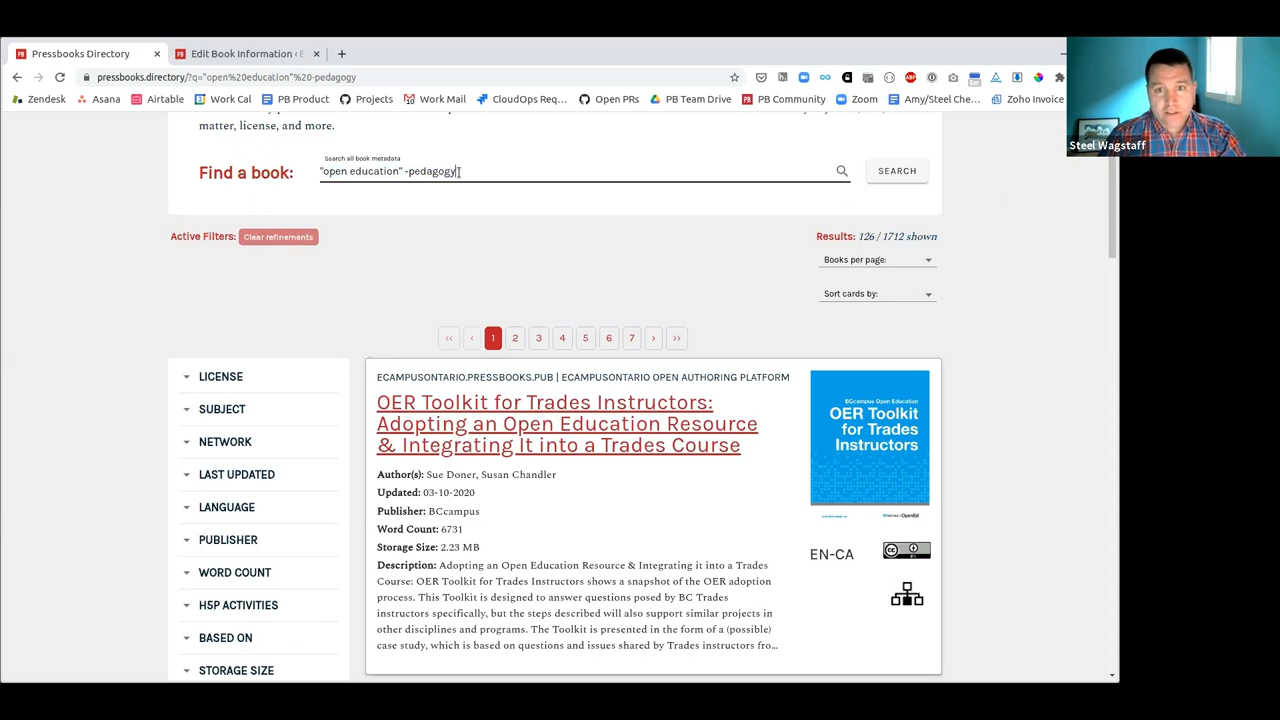 Pressbooks Directory
Edit Book Information ‹ E
pressbooks.directory/?q="open%20education"%20-pedagogy
Zendesk
Asana
Airtable
Work Cal
PB Product
Projects
Work Mail
CloudOps Req...
Open PRs
PB Team Drive
PB Community
Zoom
Amy/Steel Che...
Zoho Invoice
Steel Wagstaff
matter, license, and more.
Search all book metadata
Find a book:
"open education" -pedagogy
SEARCH
Active Filters:
Clear refinements
Results: 126 / 1712 shown
Books per page:
Sort cards by:
‹‹ ‹ 1 2 3 4 5 6 7 › ››
LICENSE
SUBJECT
NETWORK
LAST UPDATED
LANGUAGE
PUBLISHER
WORD COUNT
H5P ACTIVITIES
BASED ON
STORAGE SIZE
ECAMPUSONTARIO.PRESSBOOKS.PUB | ECAMPUSONTARIO OPEN AUTHORING PLATFORM
OER Toolkit for Trades Instructors:
Adopting an Open Education Resource
& Integrating It into a Trades Course
Author(s): Sue Doner, Susan Chandler
Updated: 03-10-2020
Publisher: BCcampus
Word Count: 6731
Storage Size: 2.23 MB
Description: Adopting an Open Education Resource & Integrating it into a Trades
Course: OER Toolkit for Trades Instructors shows a snapshot of the OER adoption
process. This Toolkit is designed to answer questions posed by BC Trades
instructors specifically, but the steps described will also support similar projects in
other disciplines and programs. The Toolkit is presented in the form of a (possible)
case study, which is based on questions and issues shared by Trades instructors fro...
BCcampus Open Education
OER Toolkit
for Trades
Instructors
EN-CA
CC
BY